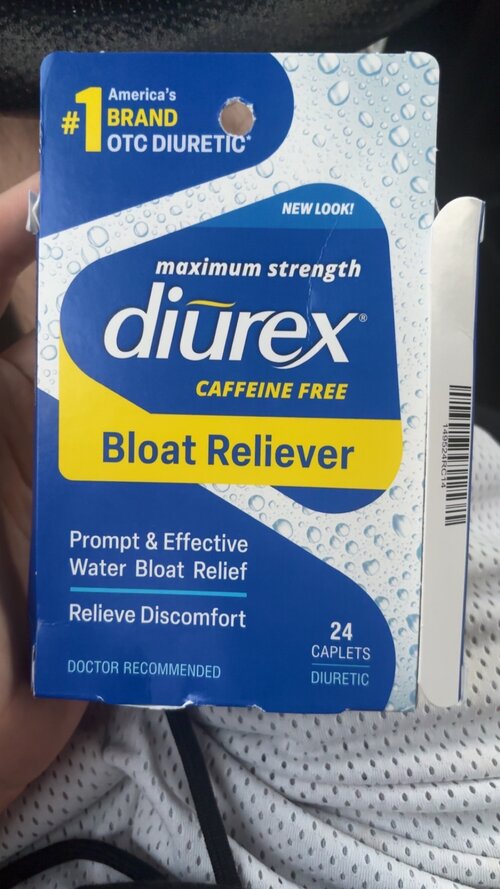 #1 America's
BRAND
OTC DIURETIC*
NEW LOOK!
maximum strength
diurex®
CAFFEINE FREE
Bloat Reliever
Prompt & Effective
Water Bloat Relief
Relieve Discomfort
DOCTOR RECOMMENDED
24
CAPLETS
DIURETIC
149524RC14